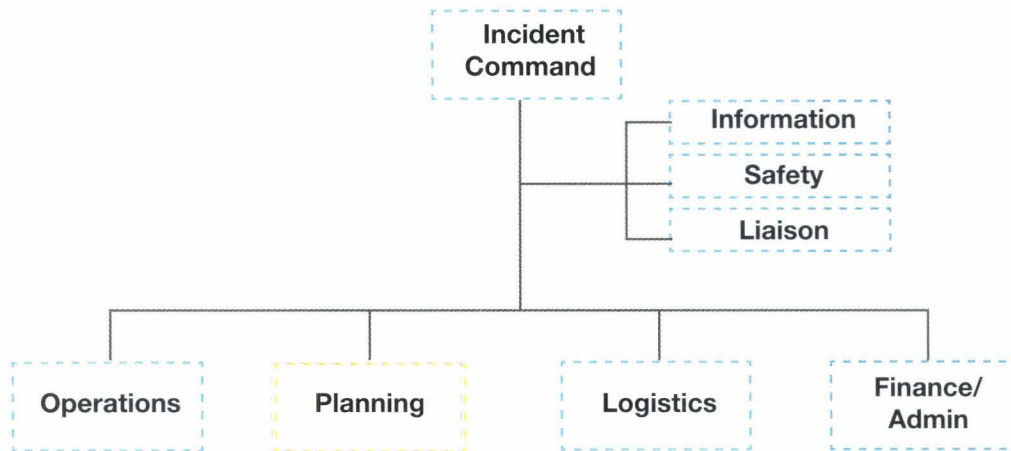 Incident
Command
Information
Safety
Liaison
Operations
Planning
Logistics
Finance/
Admin